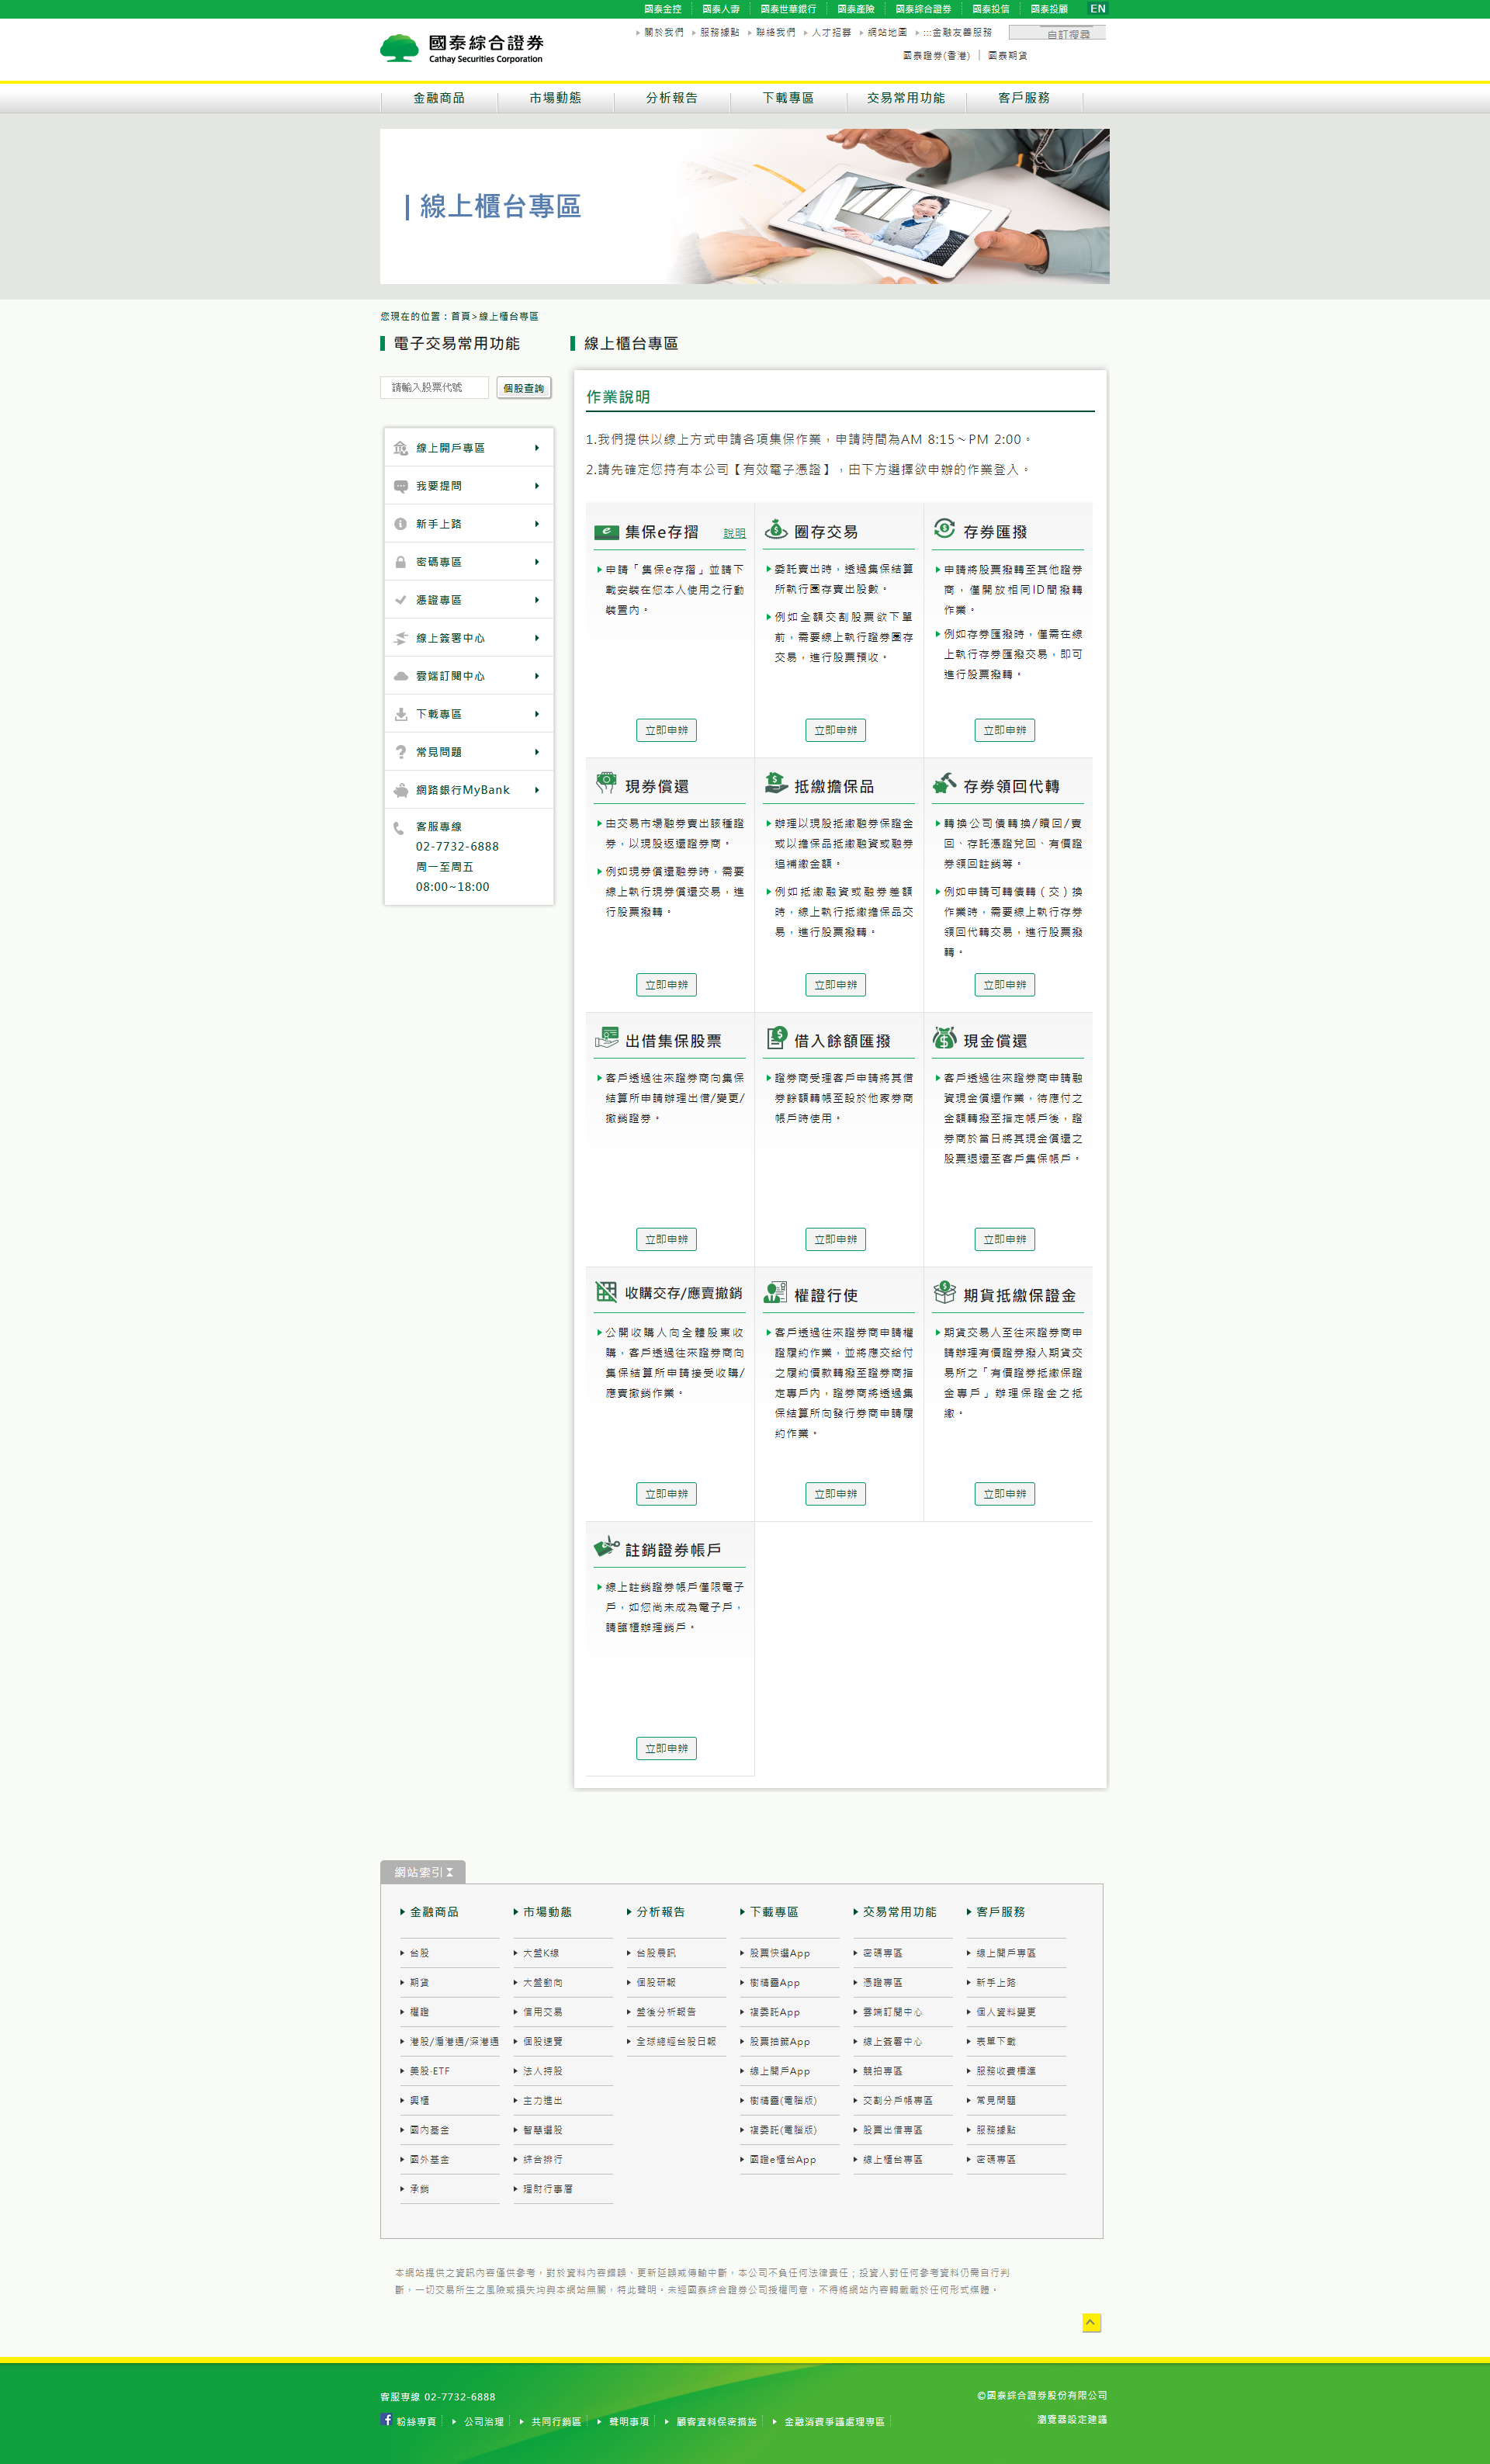 國泰金控 國泰人壽 國泰世華銀行 國泰產險 國泰綜合證券 國泰投信 國泰投顧 EN
國泰綜合證券
Cathay Securities Corporation
關於我們 服務據點 聯絡我們 人才招募 網站地圖 :::金融友善服務 自訂搜尋
國泰證券(香港) | 國泰期貨
金融商品 市場動態 分析報告 下載專區 交易常用功能 客戶服務
線上櫃台專區
您現在的位置：首頁>線上櫃台專區
電子交易常用功能
請輸入股票代號 個股查詢
線上開戶專區
我要提問
新手上路
密碼專區
憑證專區
線上簽署中心
雲端訂閱中心
下載專區
常見問題
網路銀行MyBank
客服專線
02-7732-6888
周一至周五
08:00~18:00
線上櫃台專區
作業說明
1.我們提供以線上方式申請各項集保作業，申請時間為AM 8:15～PM 2:00。
2.請先確定您持有本公司【有效電子憑證】，由下方選擇欲申辦的作業登入。
集保e存摺 說明
申請「集保e存摺」並請下
載安裝在您本人使用之行動
裝置內。
立即申辦
圈存交易
委託賣出時，透過集保結算
所執行圈存賣出股數。
例如全額交割股票欲下單
前，需要線上執行證券圈存
交易，進行股票預收。
立即申辦
存券匯撥
申請將股票撥轉至其他證券
商，僅開放相同ID間撥轉
作業。
例如存券匯撥時，僅需在線
上執行存券匯撥交易，即可
進行股票撥轉。
立即申辦
現券償還
由交易市場融券賣出該種證
券，以現股返還證券商。
例如現券償還融券時，需要
線上執行現券償還交易，進
行股票撥轉。
立即申辦
抵繳擔保品
辦理以現股抵繳融券保證金
或以擔保品抵繳融資或融券
追補繳金額。
例如抵繳融資或融券差額
時，線上執行抵繳擔保品交
易，進行股票撥轉。
立即申辦
存券領回代轉
轉換公司債轉換/贖回/賣
回、存託憑證兌回、有價證
券領回註銷等。
例如申請可轉債轉（交）換
作業時，需要線上執行存券
領回代轉交易，進行股票撥
轉。
立即申辦
出借集保股票
客戶透過往來證券商向集保
結算所申請辦理出借/變更/
撤銷證券。
立即申辦
借入餘額匯撥
證券商受理客戶申請將其借
券餘額轉帳至設於他家券商
帳戶時使用。
立即申辦
現金償還
客戶透過往來證券商申請融
資現金償還作業，待應付之
金額轉撥至指定帳戶後，證
券商於當日將其現金償還之
股票退還至客戶集保帳戶。
立即申辦
收購交存/應賣撤銷
公開收購人向全體股東收
購，客戶透過往來證券商向
集保結算所申請接受收購/
應賣撤銷作業。
立即申辦
權證行使
客戶透過往來證券商申請權
證履約作業，並將應交給付
之履約價款轉撥至證券商指
定專戶內，證券商將透過集
保結算所向發行券商申請履
約作業。
立即申辦
期貨抵繳保證金
期貨交易人至往來證券商申
請辦理有價證券撥入期貨交
易所之「有價證券抵繳保證
金專戶」辦理保證金之抵
繳。
立即申辦
註銷證券帳戶
線上註銷證券帳戶僅限電子
戶，如您尚未成為電子戶，
請臨櫃辦理銷戶。
立即申辦
網站索引
金融商品
台股
期貨
權證
港股/滬港通/深港通
美股·ETF
興櫃
國內基金
國外基金
承銷
市場動態
大盤K線
大盤動向
信用交易
個股速覽
法人持股
主力進出
智慧選股
綜合排行
理財行事曆
分析報告
台股晨訊
個股研報
盤後分析報告
全球總經台股日報
下載專區
股票快選App
樹精靈App
複委託App
股票抽籤App
線上開戶App
樹精靈(電腦版)
複委託(電腦版)
國證e櫃台App
交易常用功能
密碼專區
憑證專區
雲端訂閱中心
線上簽署中心
競拍專區
交割分戶帳專區
股票出借專區
線上櫃台專區
客戶服務
線上開戶專區
新手上路
個人資料變更
表單下載
服務收費標準
常見問題
服務據點
密碼專區
本網站提供之資訊內容僅供參考，對於資料內容錯誤、更新延誤或傳輸中斷，本公司不負任何法律責任；投資人對任何參考資料仍需自行判
斷，一切交易所生之風險或損失均與本網站無關，特此聲明。未經國泰綜合證券公司授權同意，不得將網站內容轉載載於任何形式媒體。
客服專線 02-7732-6888
粉絲專頁 公司治理 共同行銷區 聲明事項 顧客資料保密措施 金融消費爭議處理專區
©國泰綜合證券股份有限公司
瀏覽器設定建議